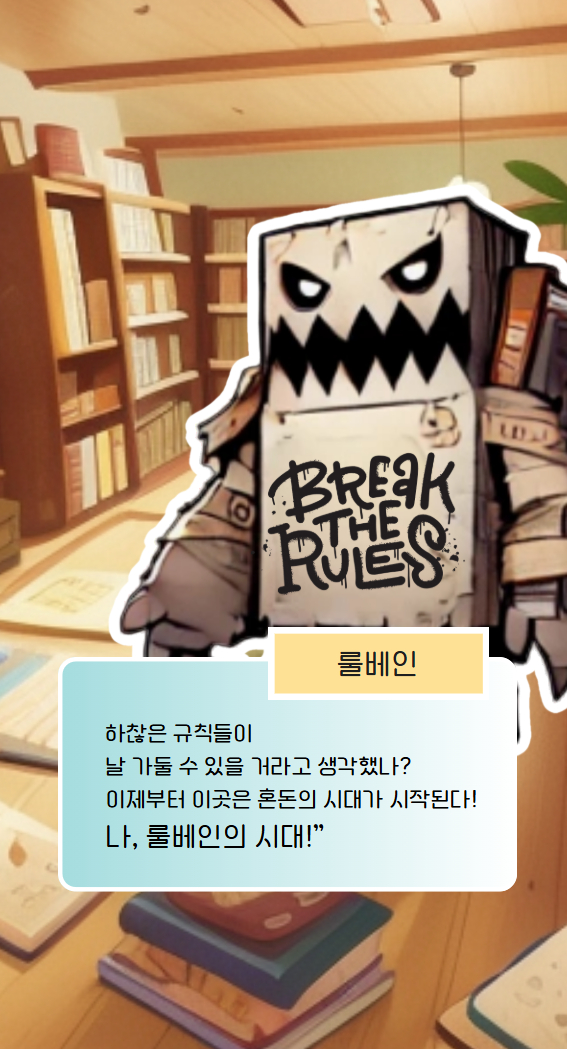 BREAK
THE
RULES
룰베인
하찮은 규칙들이
날 가둘 수 있을 거라고 생각했나?
이제부터 이곳은 혼돈의 시대가 시작된다!
나, 룰베인의 시대!”